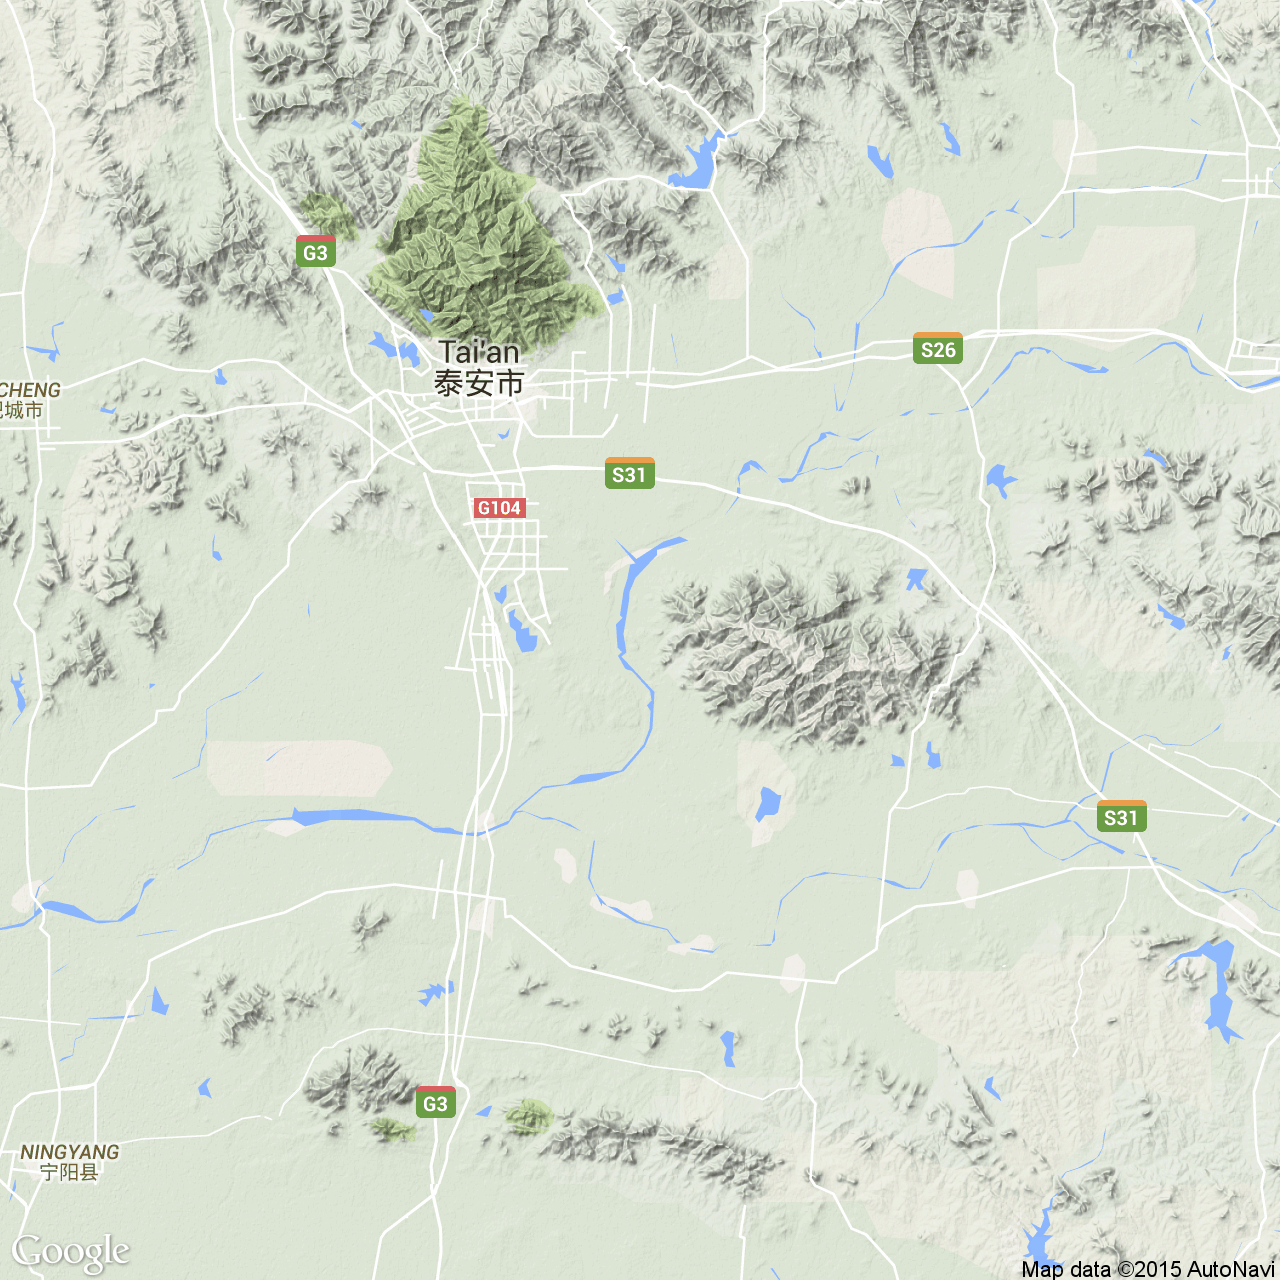 G3
S26
Tai'an
泰安市
CHENG
城市
S31
G104
S31
G3
NINGYANG
宁阳县
Google
Map data ©2015 AutoNavi